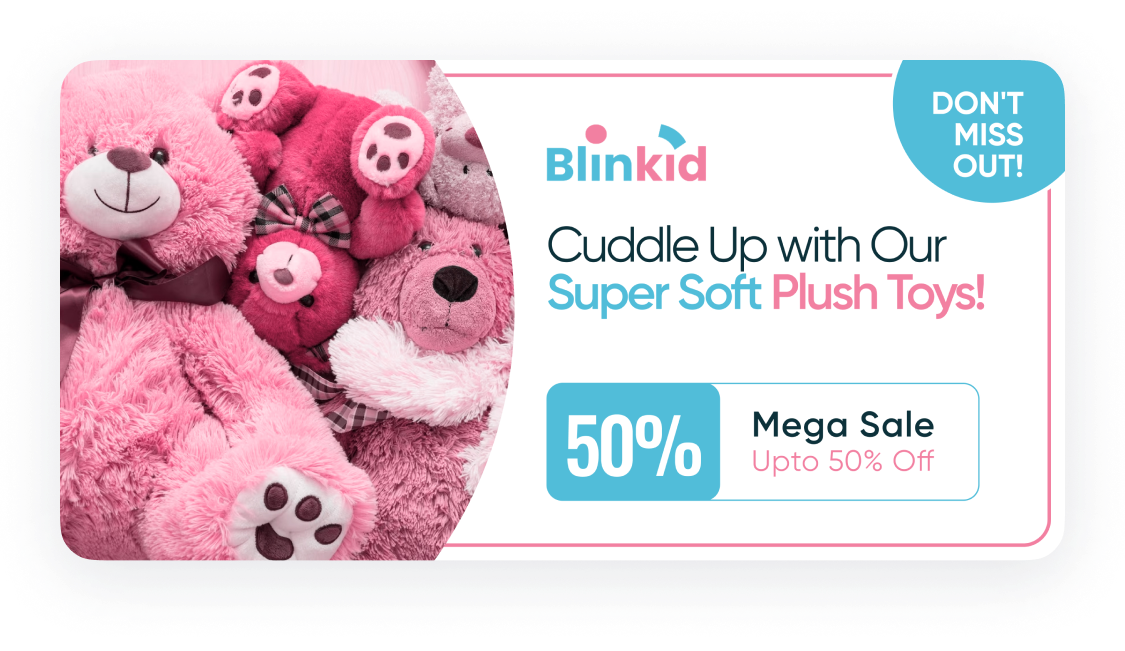 DON'T
MISS
OUT!
Blinkid
Cuddle Up with Our
Super Soft Plush Toys!
50%
Mega Sale
Upto 50% Off